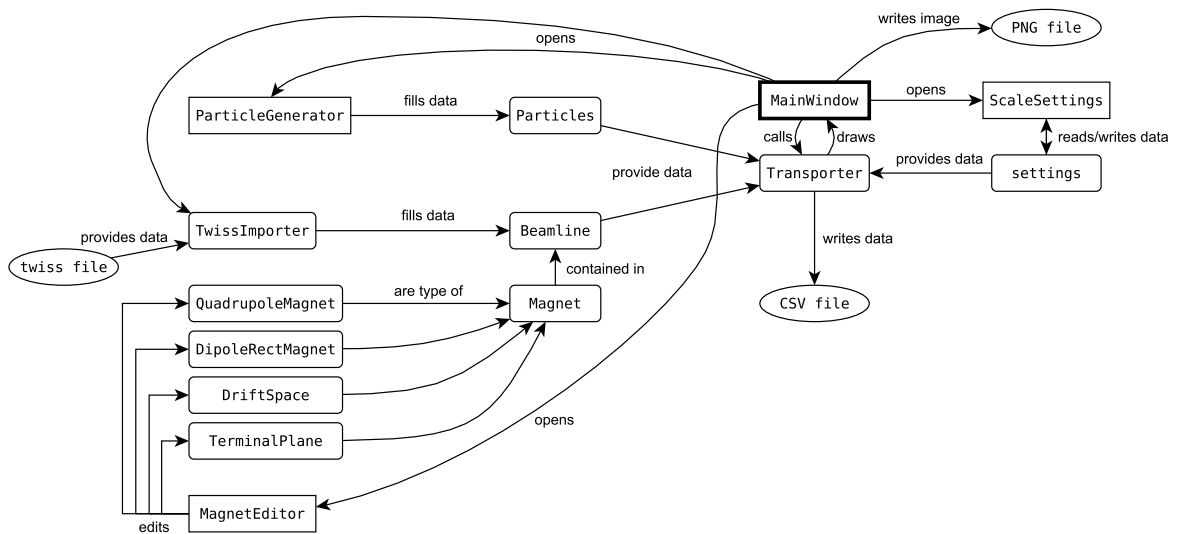 writes image
PNG file
opens
MainWindow
opens
ScaleSettings
ParticleGenerator
fills data
Particles
calls
draws
reads/writes data
provide data
Transporter
provides data
settings
TwissImporter
fills data
Beamline
provides data
twiss file
writes data
contained in
QuadrupoleMagnet
are type of
Magnet
CSV file
DipoleRectMagnet
DriftSpace
TerminalPlane
opens
MagnetEditor
edits